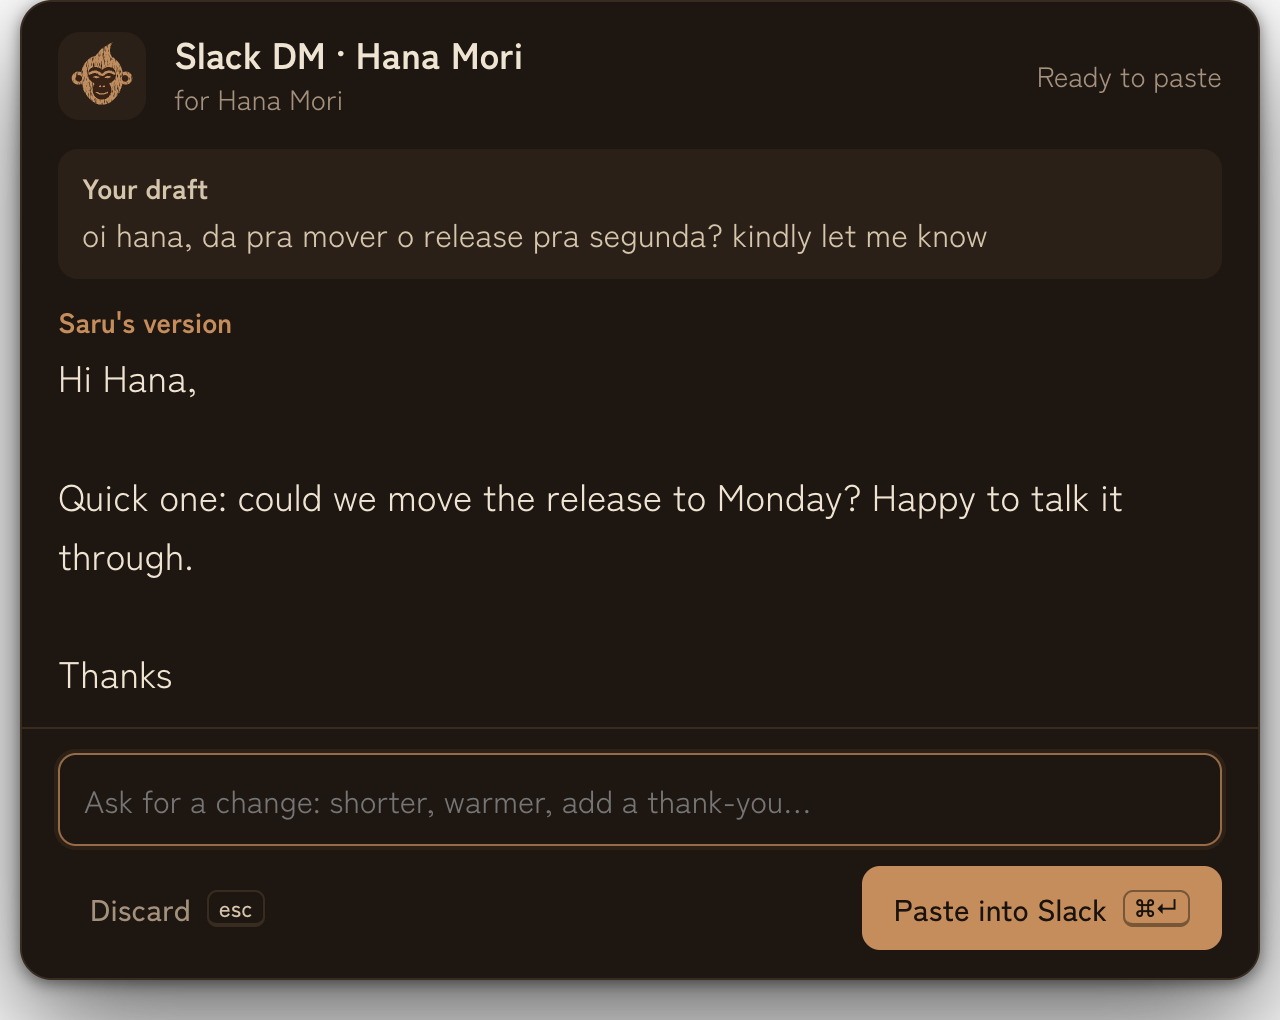 Slack DM · Hana Mori
for Hana Mori
Ready to paste
Your draft
oi hana, da pra mover o release pra segunda? kindly let me know
Saru's version
Hi Hana,
Quick one: could we move the release to Monday? Happy to talk it
through.
Thanks
Ask for a change: shorter, warmer, add a thank-you...
Discard esc
Paste into Slack ⌘↵